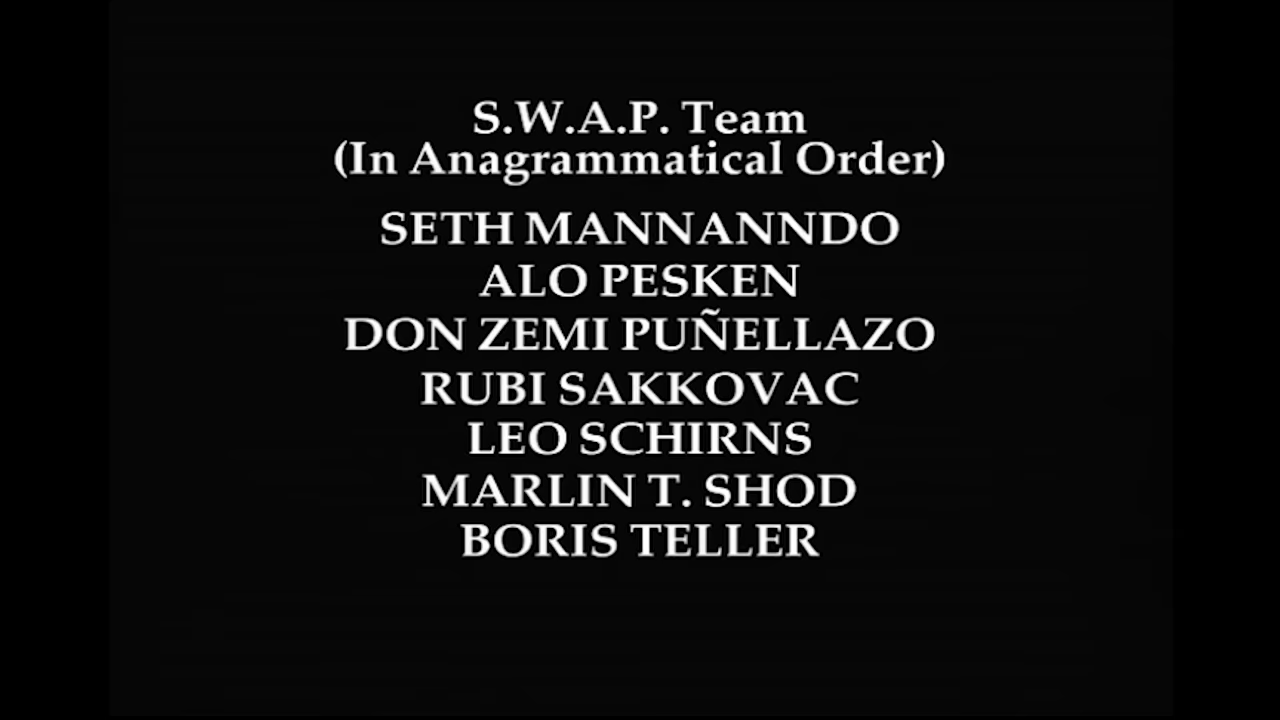 S.W.A.P. Team
(In Anagrammatical Order)
SETH MANNANNDO
ALO PESKEN
DON ZEMI PUÑELLAZO
RUBI SAKKOVAC
LEO SCHIRNS
MARLIN T. SHOD
BORIS TELLER